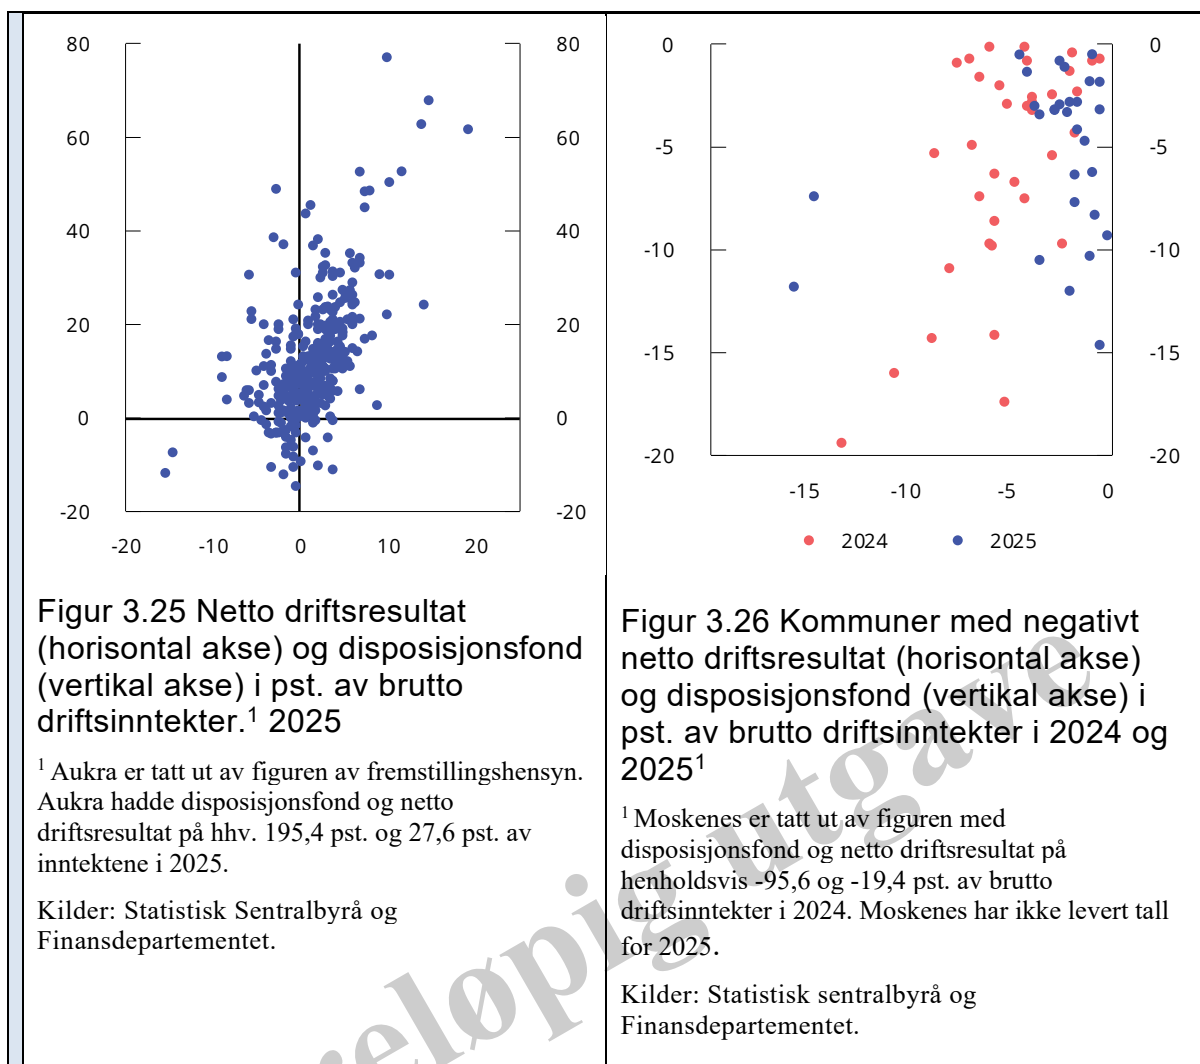 80
60
40
20
0
-20
80
60
40
20
0
-20
-20 -10 0 10 20
Figur 3.25 Netto driftsresultat
(horisontal akse) og disposisjonsfond
(vertikal akse) i pst. av brutto
driftsinntekter.¹ 2025
¹ Aukra er tatt ut av figuren av fremstillingshensyn.
Aukra hadde disposisjonsfond og netto
driftsresultat på hhv. 195,4 pst. og 27,6 pst. av
inntektene i 2025.
Kilder: Statistisk Sentralbyrå og
Finansdepartementet.
0
-5
-10
-15
-20
0
-5
-10
-15
-20
-15 -10 -5 0
2024 2025
Figur 3.26 Kommuner med negativt
netto driftsresultat (horisontal akse)
og disposisjonsfond (vertikal akse) i
pst. av brutto driftsinntekter i 2024 og
2025¹
¹ Moskenes er tatt ut av figuren med
disposisjonsfond og netto driftsresultat på
henholdsvis -95,6 og -19,4 pst. av brutto
driftsinntekter i 2024. Moskenes har ikke levert tall
for 2025.
Kilder: Statistisk sentralbyrå og
Finansdepartementet.
reløpig utgave